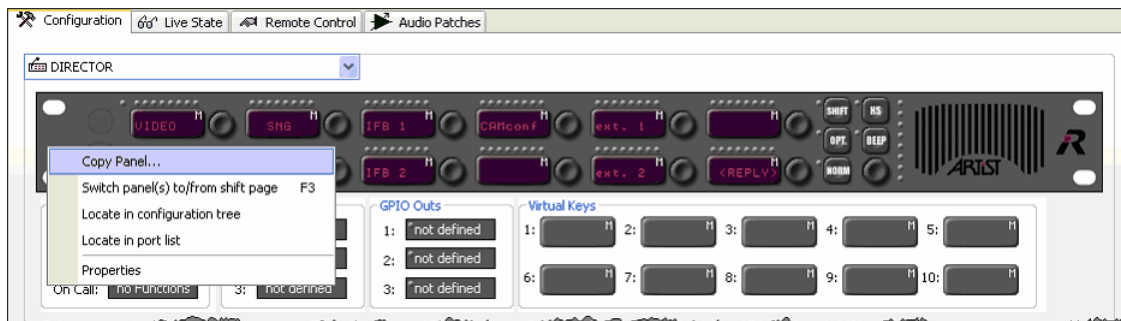 Configuration Live State Remote Control Audio Patches
DIRECTOR
VIDEO M SNG M IFB 1 M CAMconf M ext. 1 M M SHIFT HS
OPT. BEEP
IFB 2 M M ext. 2 M <REPLY> M NORM ARTIST R
Copy Panel...
Switch panel(s) to/from shift page F3
Locate in configuration tree
Locate in port list
Properties
GPIO Outs Virtual Keys
1: not defined 1: M 2: M 3: M 4: M 5: M
2: not defined
On Call: no Functions 3: not defined 3: not defined 6: M 7: M 8: M 9: M 10: M